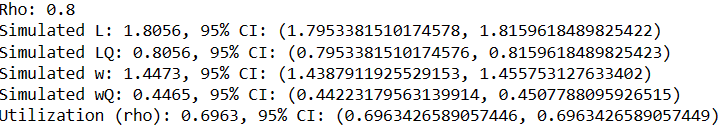 Rho: 0.8
Simulated L: 1.8056, 95% CI: (1.7953381510174578, 1.8159618489825422)
Simulated LQ: 0.8056, 95% CI: (0.7953381510174576, 0.8159618489825423)
Simulated w: 1.4473, 95% CI: (1.4387911925529153, 1.455753127633402)
Simulated wQ: 0.4465, 95% CI: (0.44223179563139914, 0.4507788095926515)
Utilization (rho): 0.6963, 95% CI: (0.6963426589057446, 0.6963426589057449)